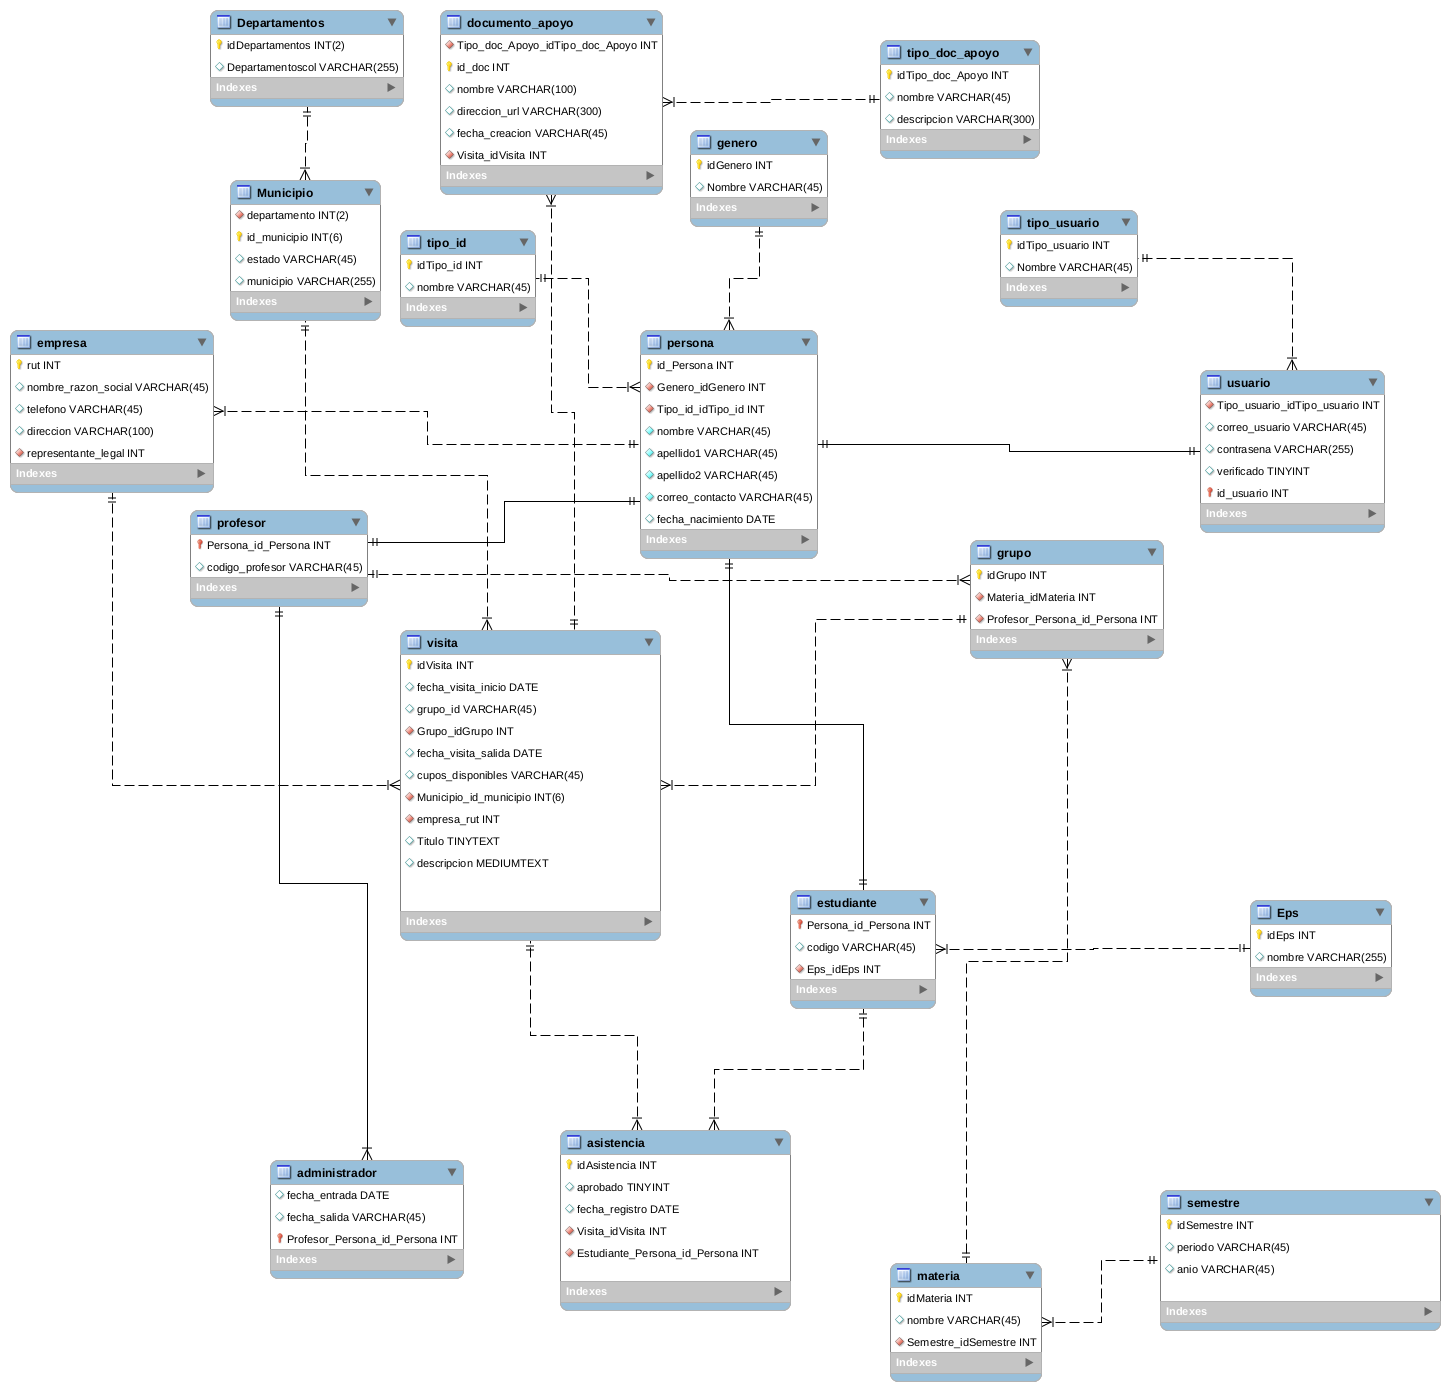 Departamentos
idDepartamentos INT(2)
Departamentoscol VARCHAR(255)
Indexes
documento_apoyo
Tipo_doc_Apoyo_idTipo_doc_Apoyo INT
id_doc INT
nombre VARCHAR(100)
direccion_url VARCHAR(300)
fecha_creacion VARCHAR(45)
Visita_idVisita INT
Indexes
tipo_doc_apoyo
idTipo_doc_Apoyo INT
nombre VARCHAR(45)
descripcion VARCHAR(300)
Indexes
genero
idGenero INT
Nombre VARCHAR(45)
Indexes
Municipio
departamento INT(2)
id_municipio INT(6)
estado VARCHAR(45)
municipio VARCHAR(255)
Indexes
tipo_id
idTipo_id INT
nombre VARCHAR(45)
Indexes
tipo_usuario
idTipo_usuario INT
Nombre VARCHAR(45)
Indexes
empresa
rut INT
nombre_razon_social VARCHAR(45)
telefono VARCHAR(45)
direccion VARCHAR(100)
representante_legal INT
Indexes
persona
id_Persona INT
Genero_idGenero INT
Tipo_id_idTipo_id INT
nombre VARCHAR(45)
apellido1 VARCHAR(45)
apellido2 VARCHAR(45)
correo_contacto VARCHAR(45)
fecha_nacimiento DATE
Indexes
usuario
Tipo_usuario_idTipo_usuario INT
correo_usuario VARCHAR(45)
contrasena VARCHAR(255)
verificado TINYINT
id_usuario INT
Indexes
profesor
Persona_id_Persona INT
codigo_profesor VARCHAR(45)
Indexes
grupo
idGrupo INT
Materia_idMateria INT
Profesor_Persona_id_Persona INT
Indexes
visita
idVisita INT
fecha_visita_inicio DATE
grupo_id VARCHAR(45)
Grupo_idGrupo INT
fecha_visita_salida DATE
cupos_disponibles VARCHAR(45)
Municipio_id_municipio INT(6)
empresa_rut INT
Titulo TINYTEXT
descripcion MEDIUMTEXT
Indexes
estudiante
Persona_id_Persona INT
codigo VARCHAR(45)
Eps_idEps INT
Indexes
Eps
idEps INT
nombre VARCHAR(255)
Indexes
asistencia
idAsistencia INT
aprobado TINYINT
fecha_registro DATE
Visita_idVisita INT
Estudiante_Persona_id_Persona INT
Indexes
administrador
fecha_entrada DATE
fecha_salida VARCHAR(45)
Profesor_Persona_id_Persona INT
Indexes
semestre
idSemestre INT
periodo VARCHAR(45)
anio VARCHAR(45)
Indexes
materia
idMateria INT
nombre VARCHAR(45)
Semestre_idSemestre INT
Indexes